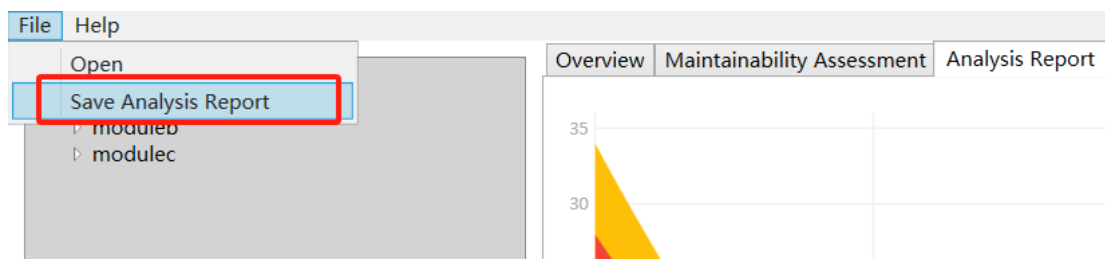 File Help
Open
Save Analysis Report
moduleb
modulec
Overview Maintainability Assessment Analysis Report
35
30